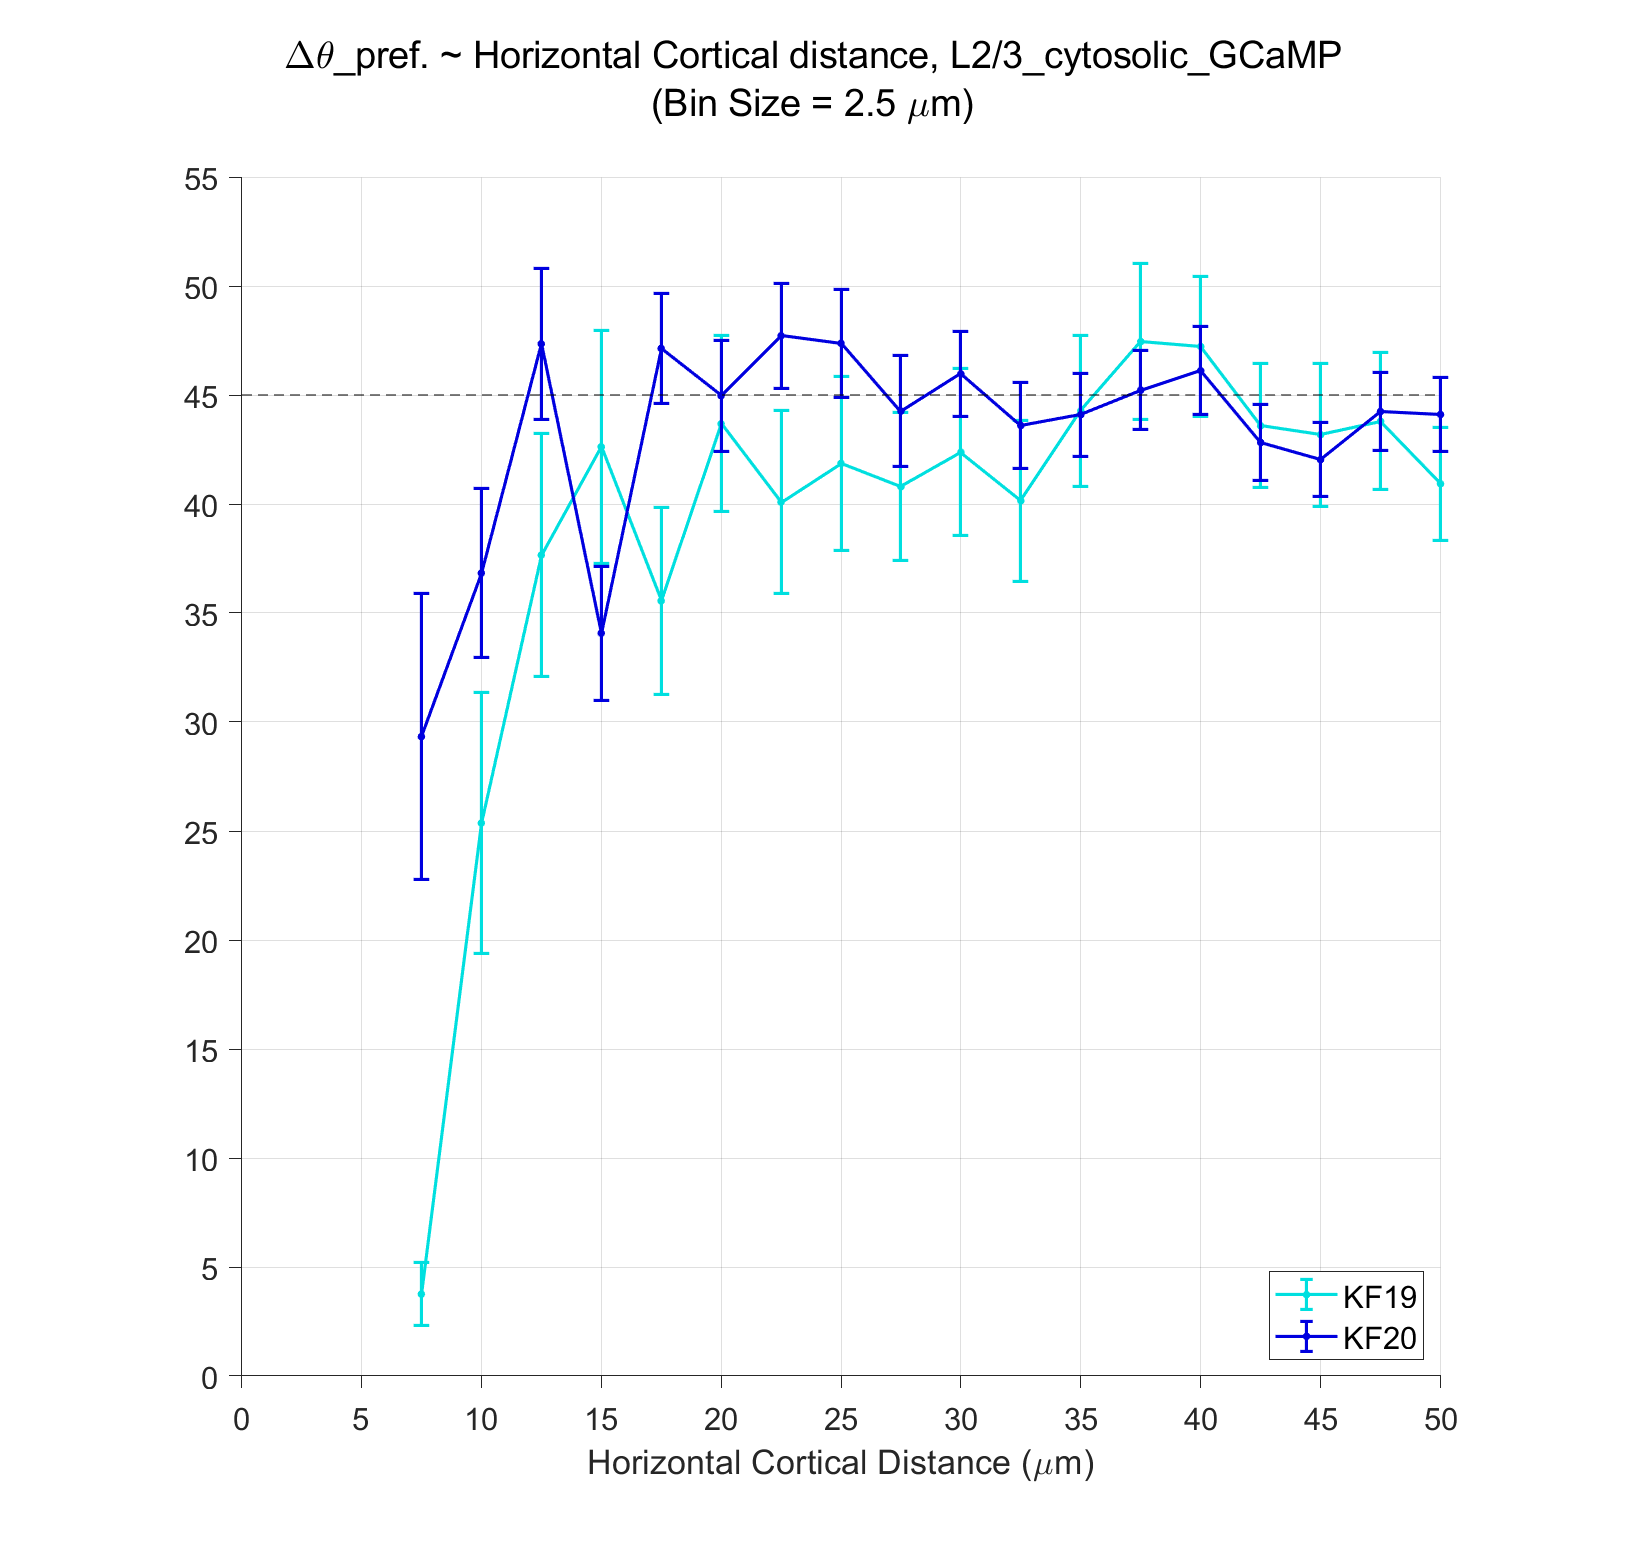 Δθ_pref. ~ Horizontal Cortical distance, L2/3_cytosolic_GCaMP
(Bin Size = 2.5 μm)
55
50
45
40
35
30
25
20
15
10
5
0
KF19
KF20
0 5 10 15 20 25 30 35 40 45 50
Horizontal Cortical Distance (μm)